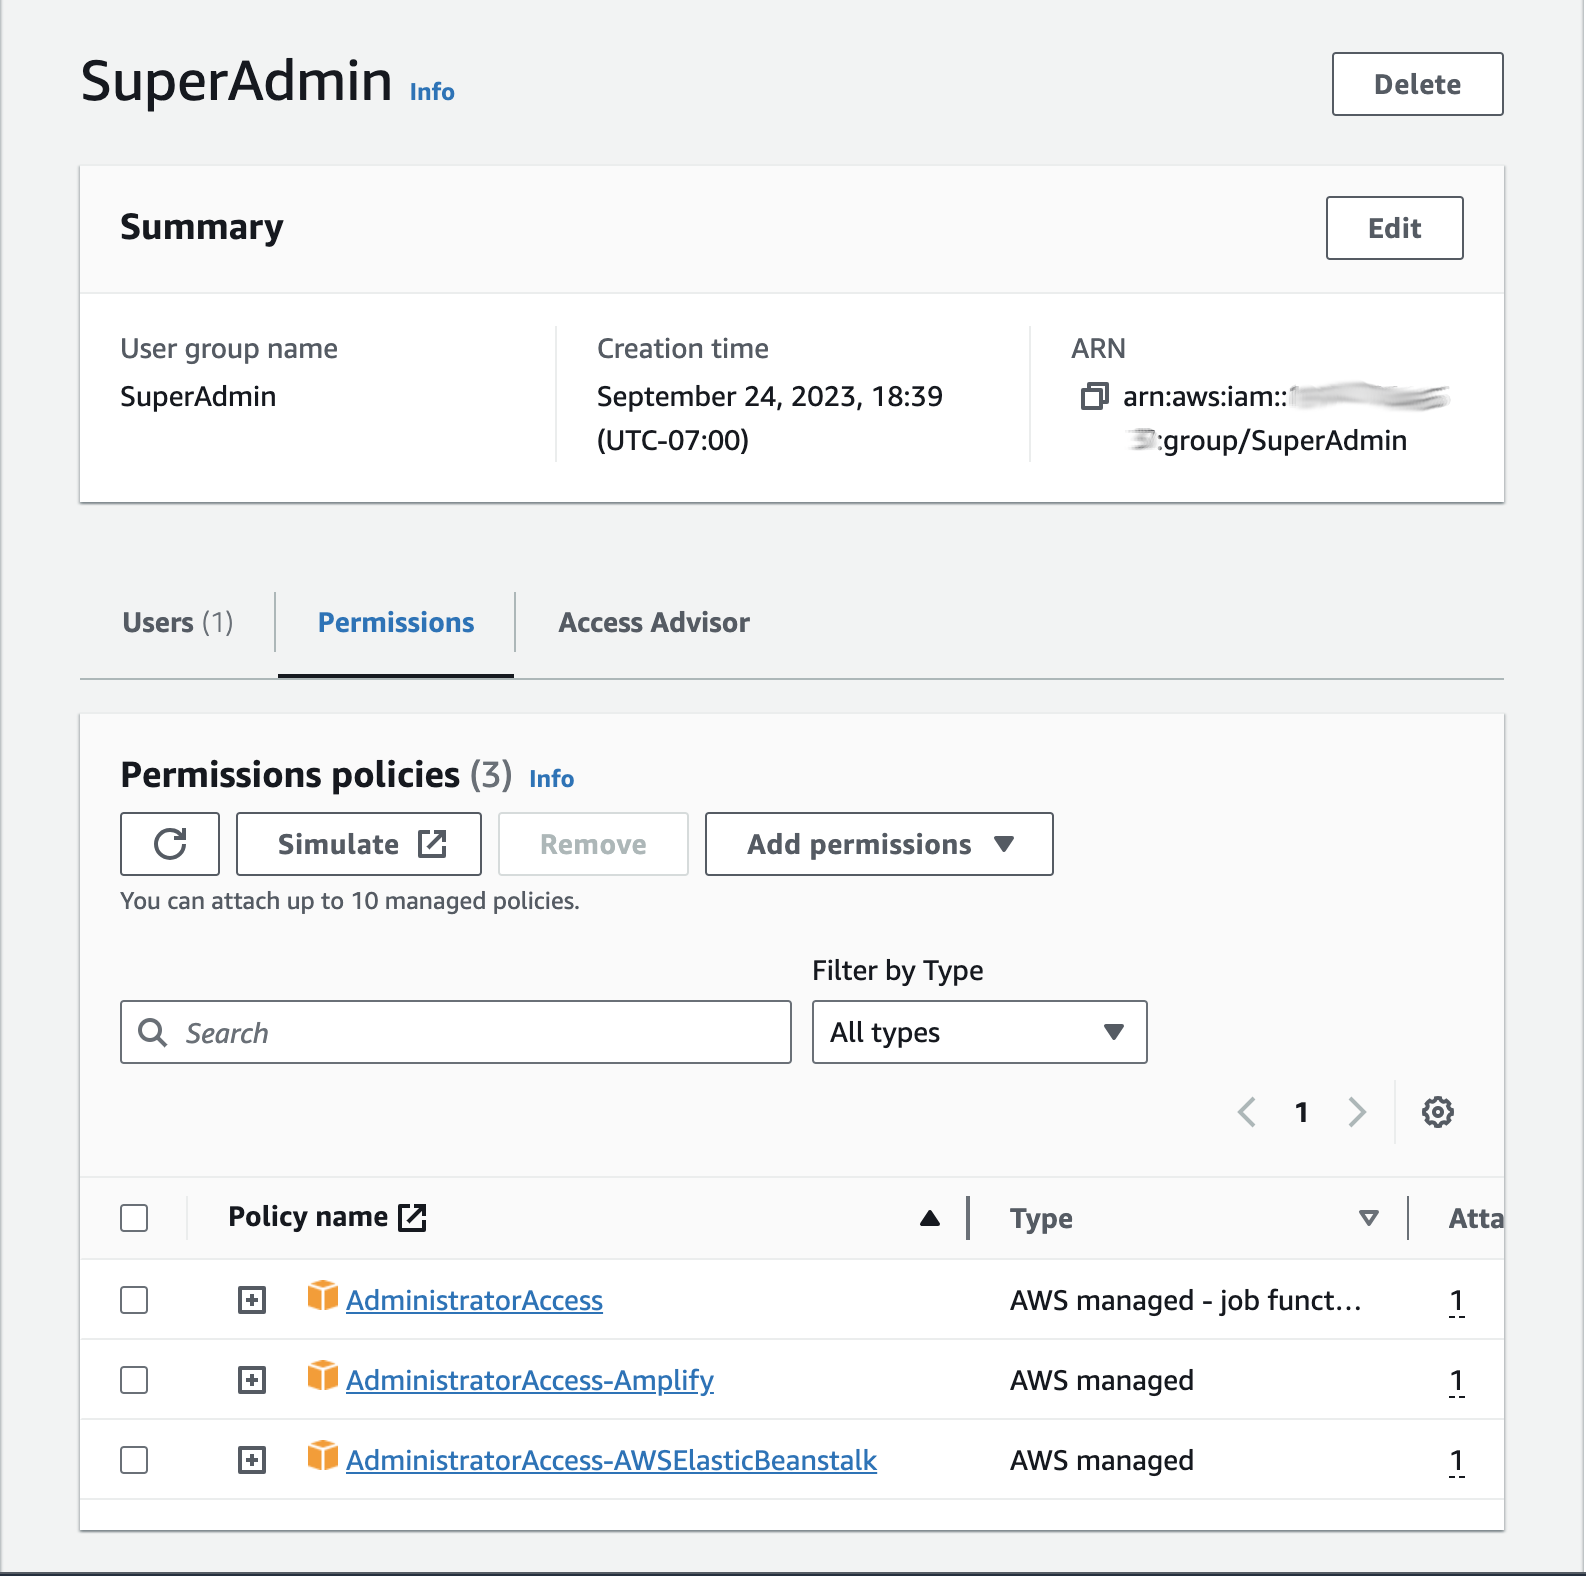 SuperAdmin Info
Delete
Summary
Edit
User group name
SuperAdmin
Creation time
September 24, 2023, 18:39
(UTC-07:00)
ARN
arn:aws:iam::
:group/SuperAdmin
Users (1)
Permissions
Access Advisor
Permissions policies (3) Info
Simulate
Remove
Add permissions
You can attach up to 10 managed policies.
Filter by Type
Search
All types
1
Policy name
Type
Atta
AdministratorAccess
AWS managed - job funct...
1
AdministratorAccess-Amplify
AWS managed
1
AdministratorAccess-AWSElasticBeanstalk
AWS managed
1